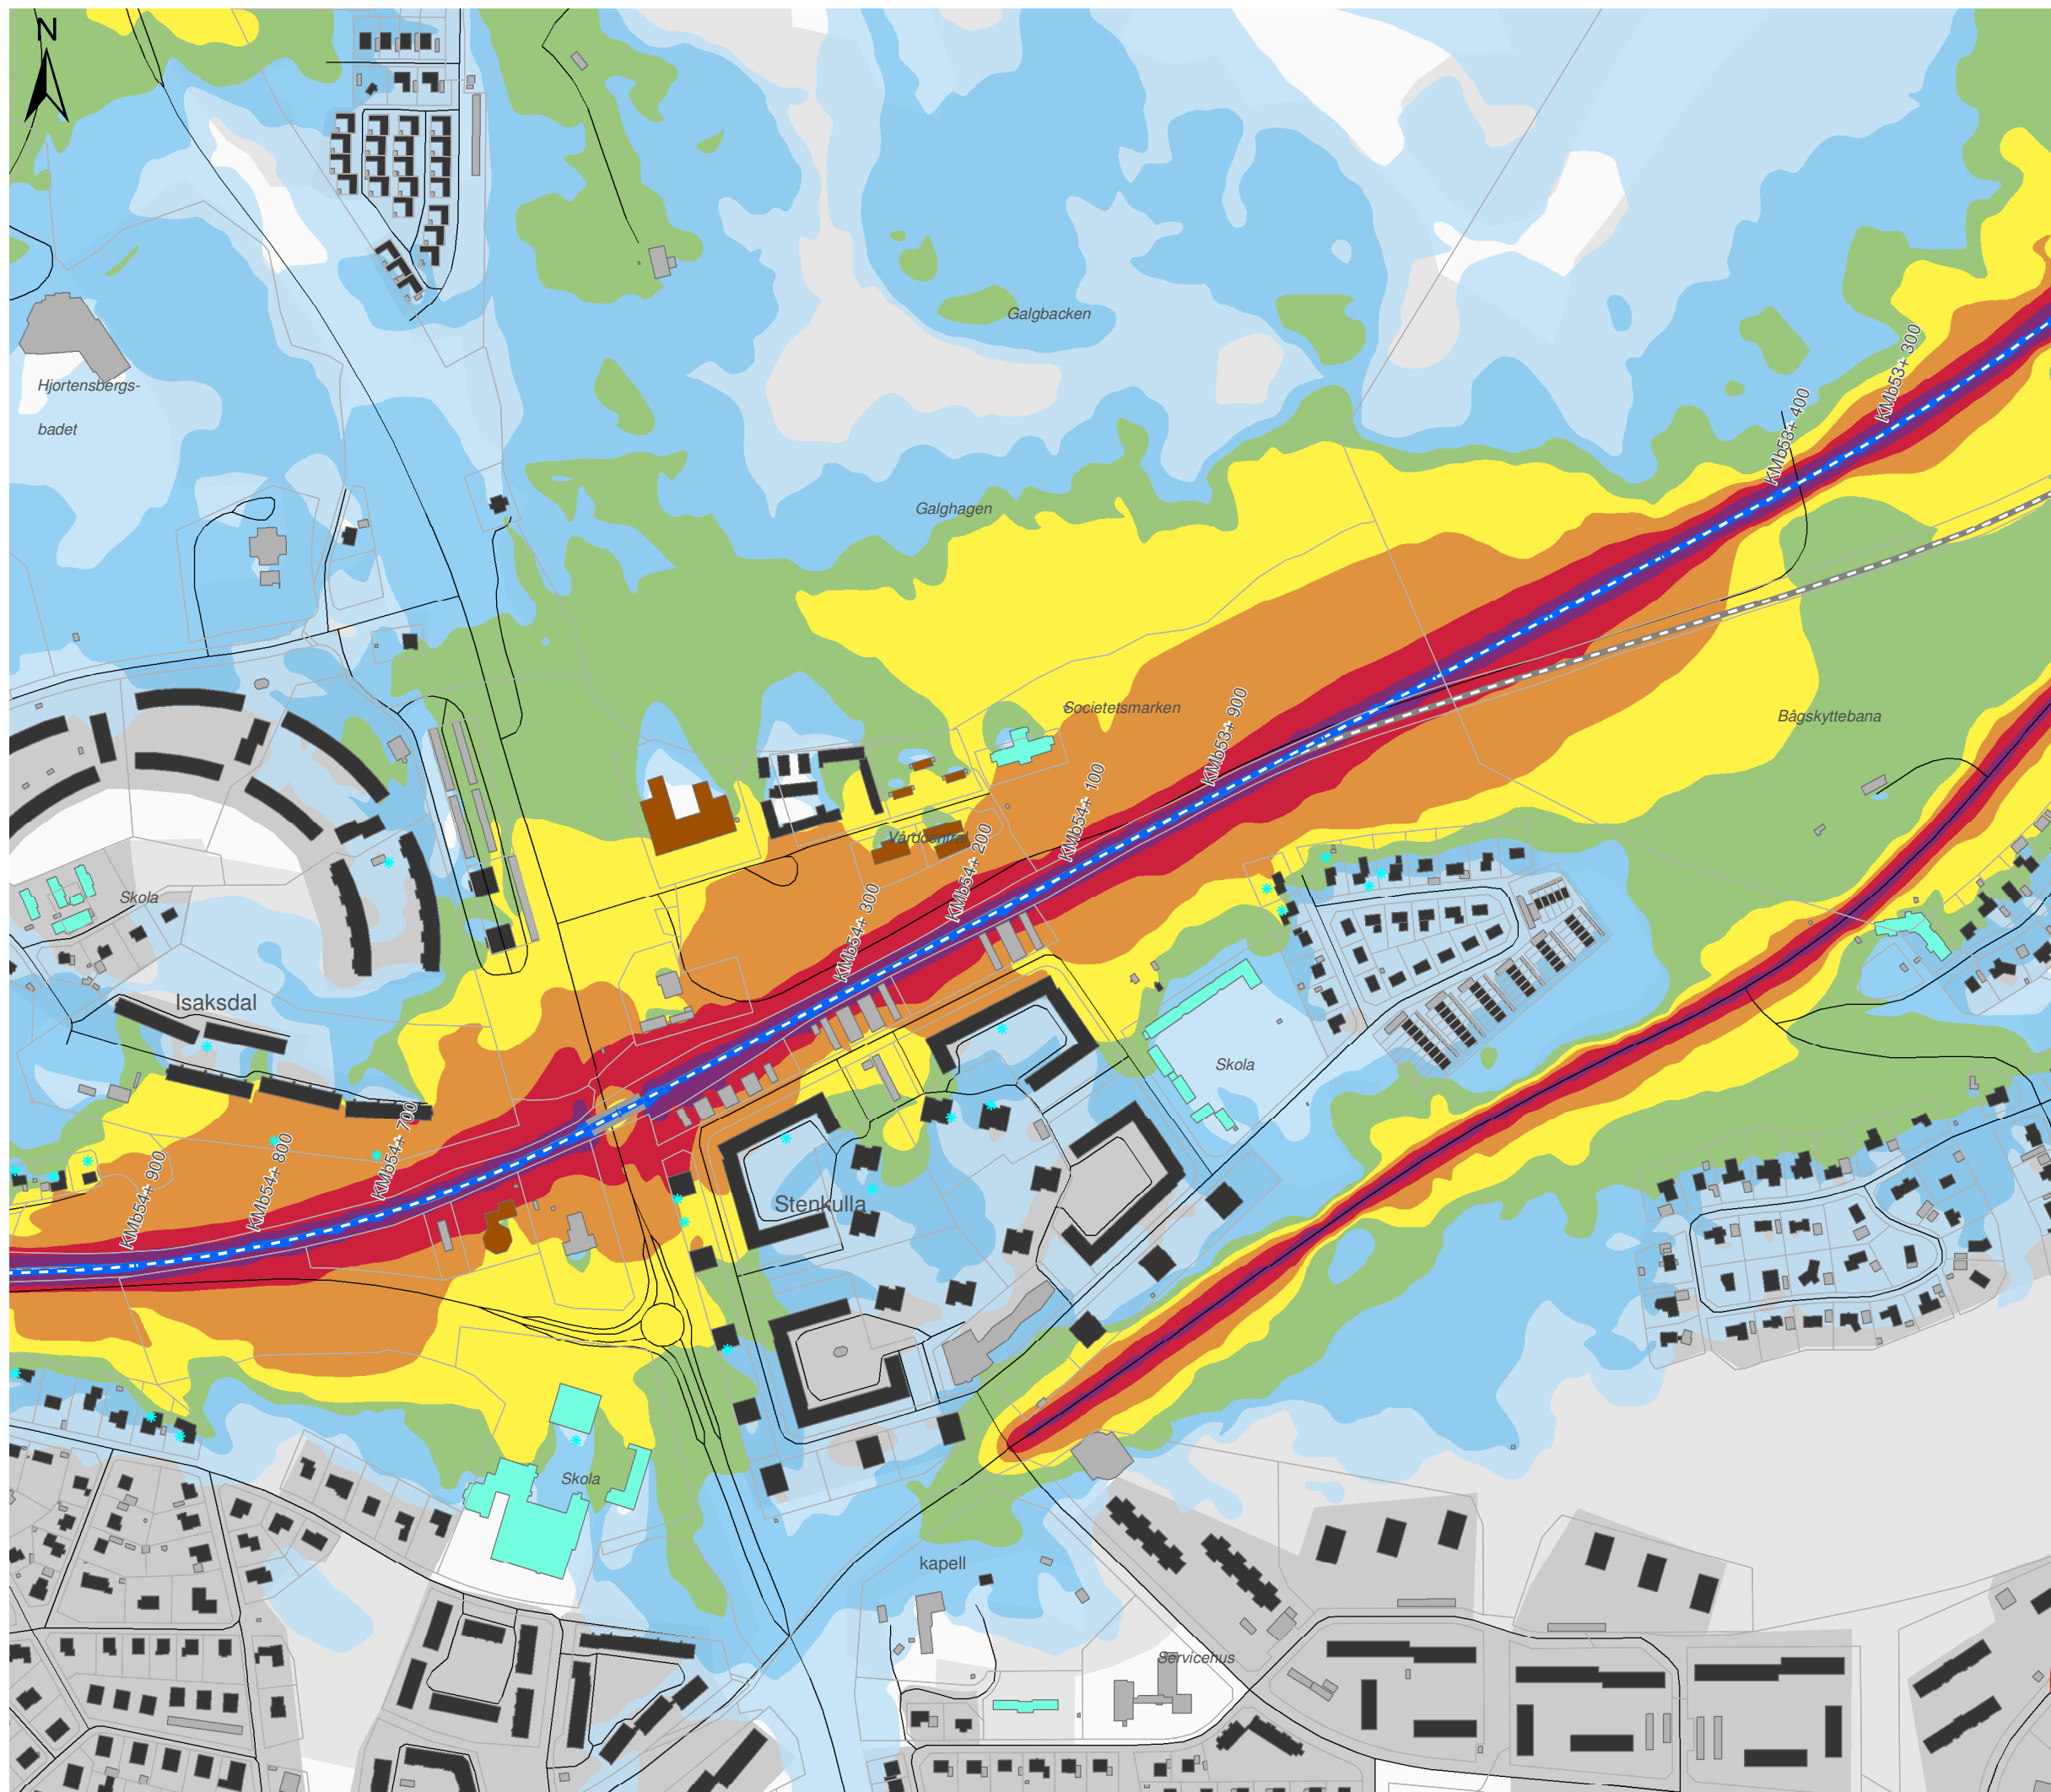 N
Galgbacken
Hjortensbergs-
badet
KMb53+ 300
KMb53+ 400
Galghagen
Societetsmarken
Bågskyttebana
KMb53+ 900
KMb54+ 100
Vårdcentral
KMb54+ 200
KMb54+ 300
Skola
Isaksdal
Skola
KMb54+ 700
KMb54+ 800
KMb54+ 900
Stenkulla
Skola
kapell
Servicehus